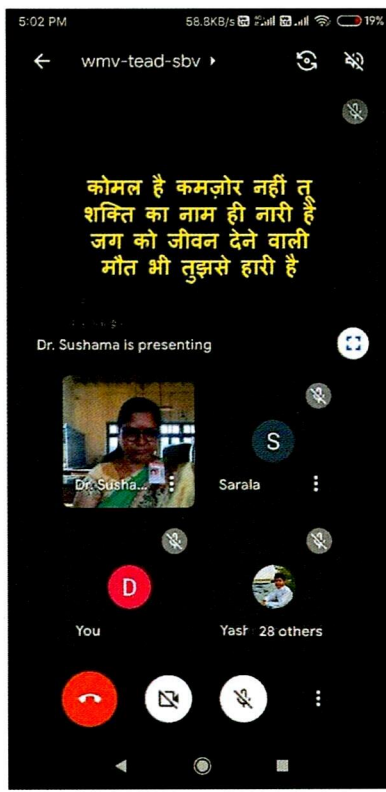 5:02 PM 58.8KB/s 19%
wmv-tead-sbv
कोमल है कमज़ोर नहीं तू
शक्ति का नाम ही नारी है
जग को जीवन देने वाली
मौत भी तुझसे हारी है
Dr. Sushama is presenting
Dr. Susha...
S
Sarala
D
You
Yash 28 others